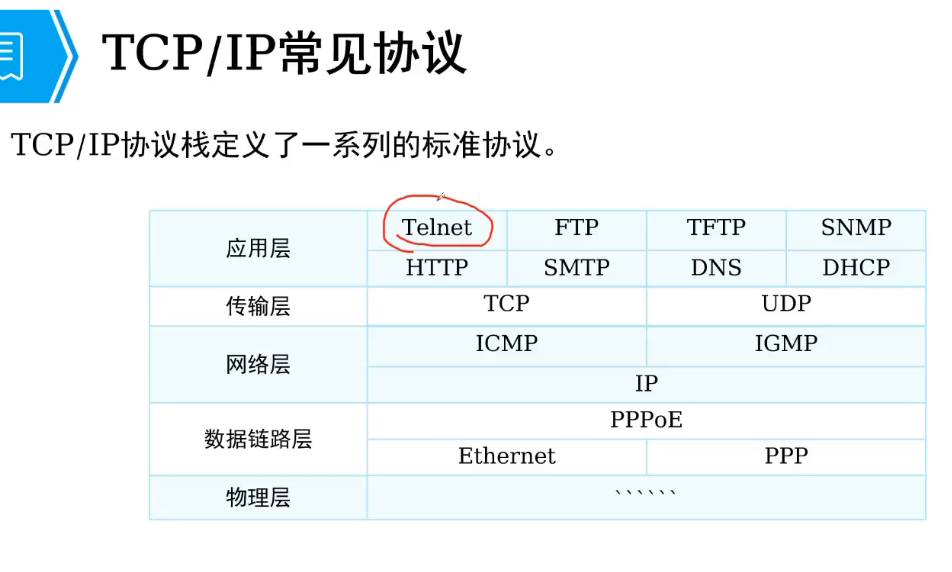 TCP/IP常见协议
TCP/IP协议栈定义了一系列的标准协议。
应用层
Telnet FTP TFTP SNMP
HTTP SMTP DNS DHCP
传输层 TCP UDP
网络层
ICMP IGMP
IP
数据链路层
PPPoE
Ethernet PPP
物理层 ``````